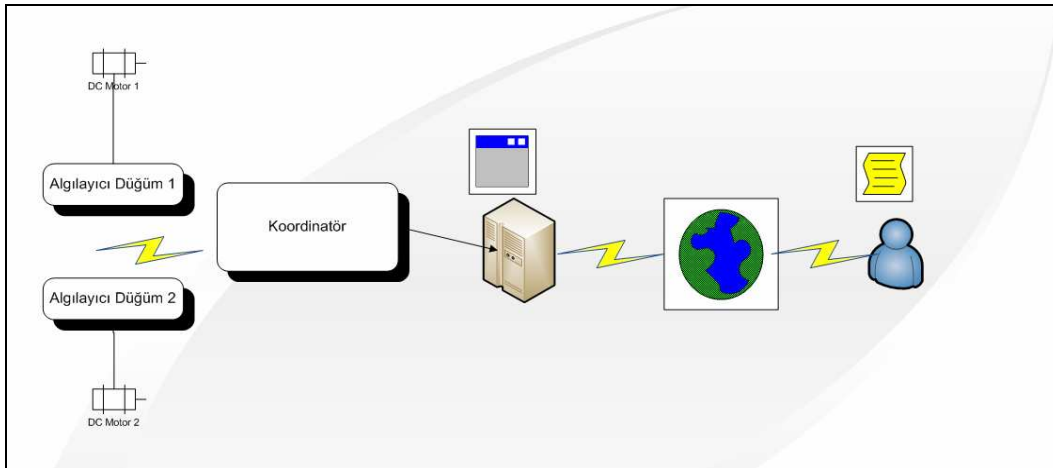 DC Motor 1
Algılayıcı Düğüm 1
Koordinatör
Algılayıcı Düğüm 2
DC Motor 2